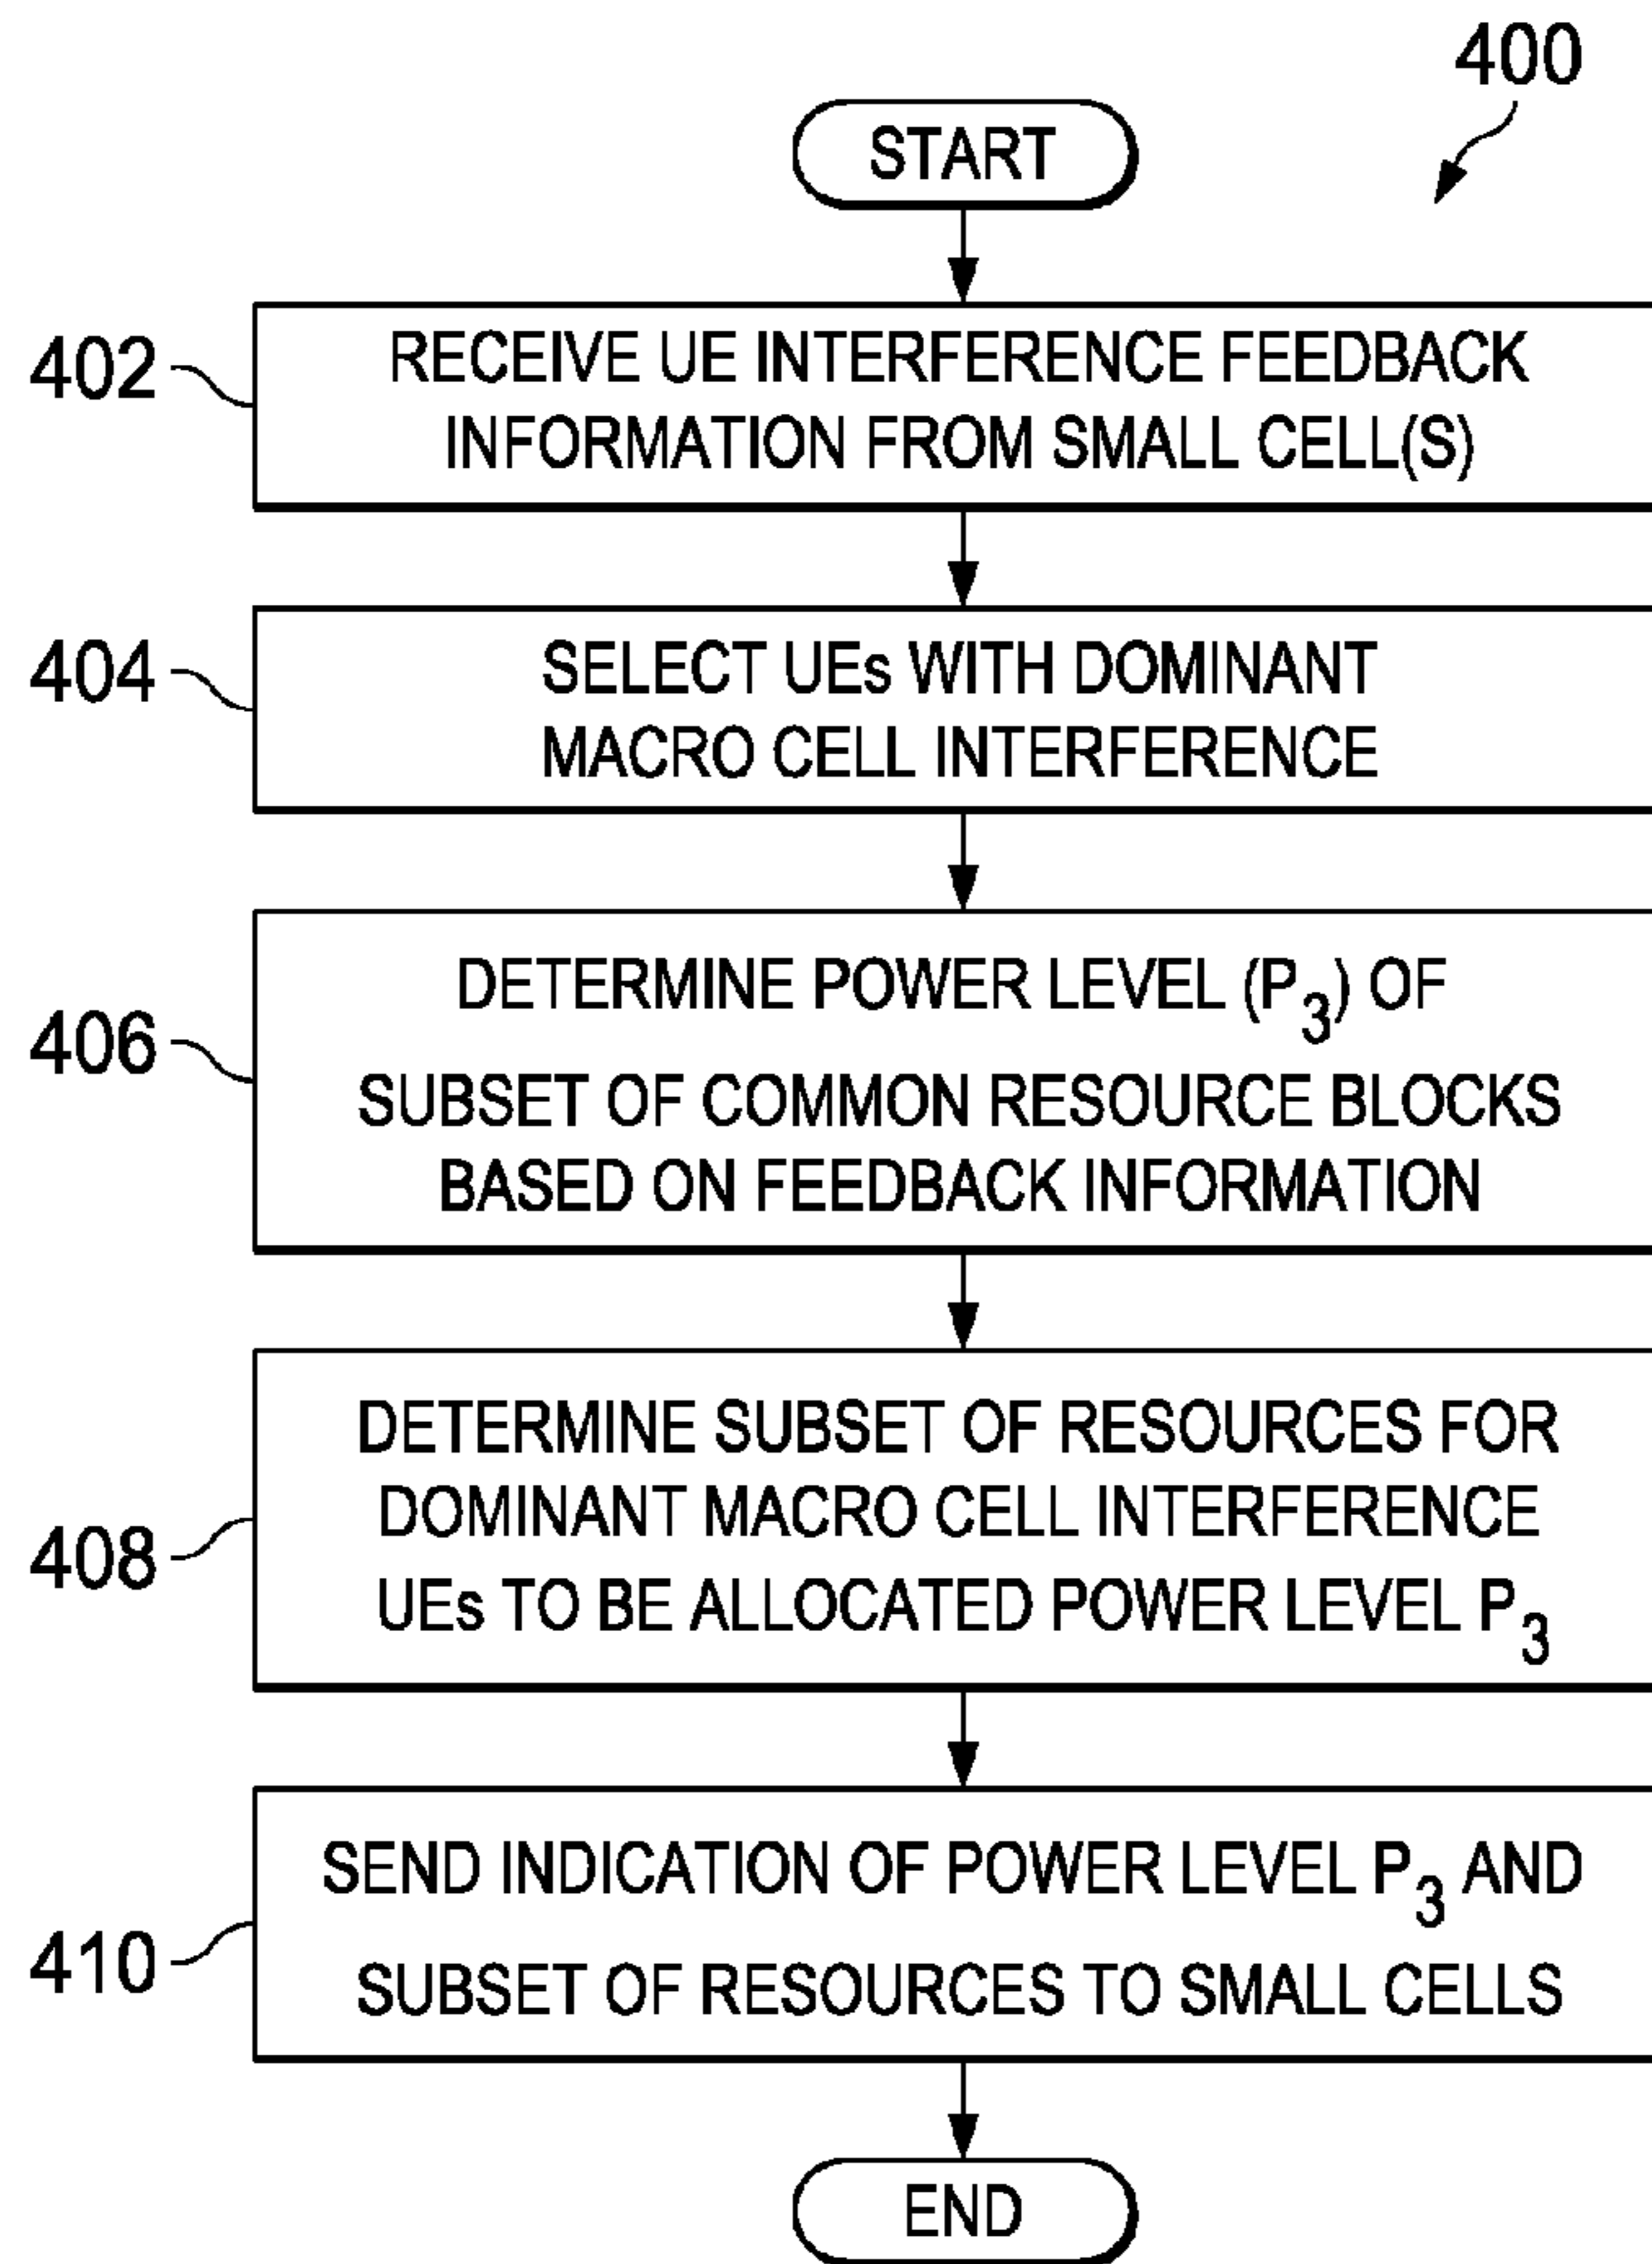 400
START
402
RECEIVE UE INTERFERENCE FEEDBACK
INFORMATION FROM SMALL CELL(S)
404
SELECT UEs WITH DOMINANT
MACRO CELL INTERFERENCE
406
DETERMINE POWER LEVEL (P3) OF
SUBSET OF COMMON RESOURCE BLOCKS
BASED ON FEEDBACK INFORMATION
408
DETERMINE SUBSET OF RESOURCES FOR
DOMINANT MACRO CELL INTERFERENCE
UEs TO BE ALLOCATED POWER LEVEL P3
410
SEND INDICATION OF POWER LEVEL P3 AND
SUBSET OF RESOURCES TO SMALL CELLS
END